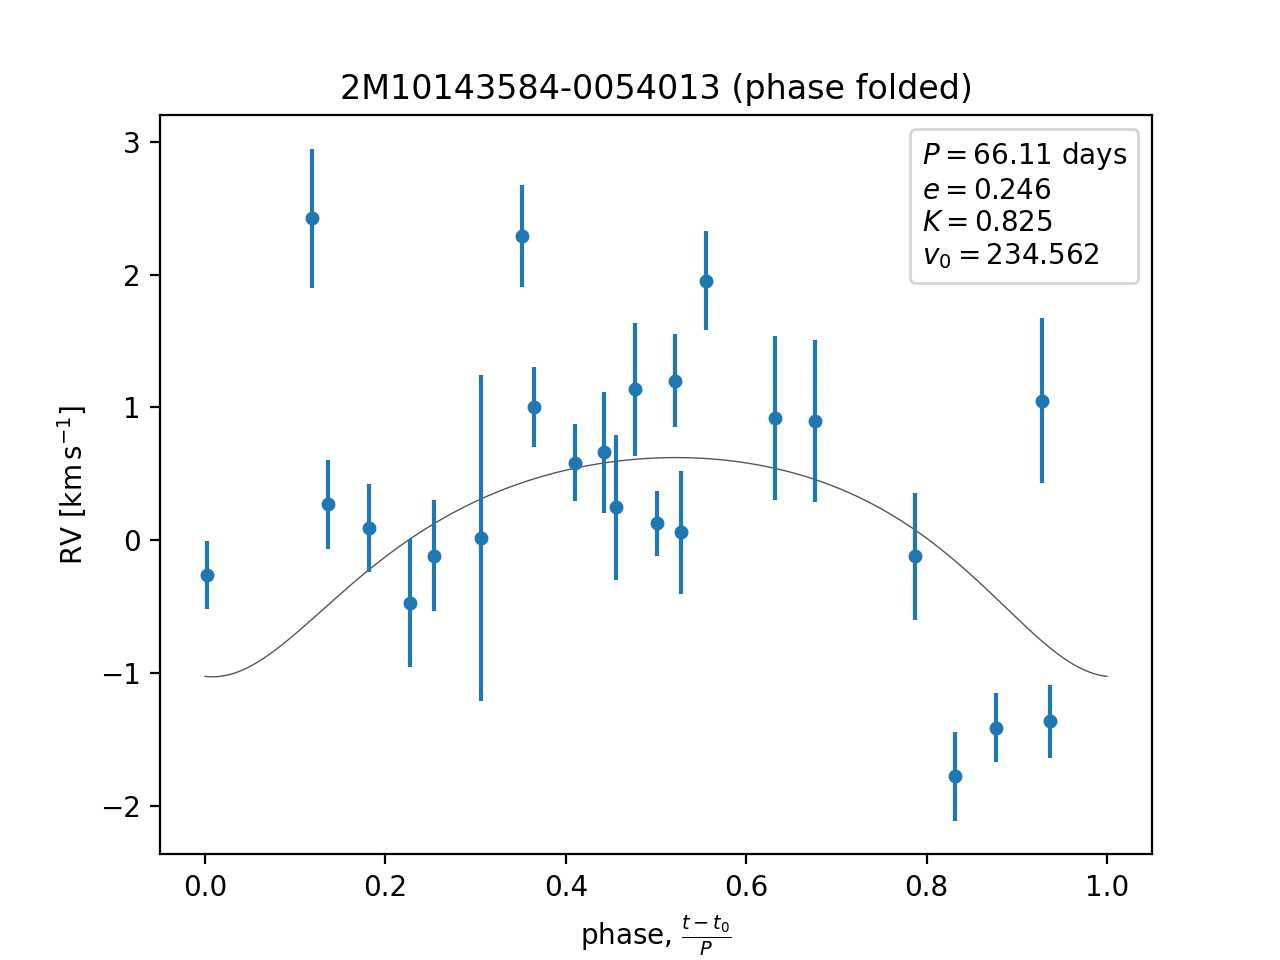 2M10143584-0054013 (phase folded)
P = 66.11 days
e = 0.246
K = 0.825
v₀ = 234.562
3
2
1
0
−1
−2
RV [km s⁻¹]
0.0 0.2 0.4 0.6 0.8 1.0
phase, (t − t₀)/P